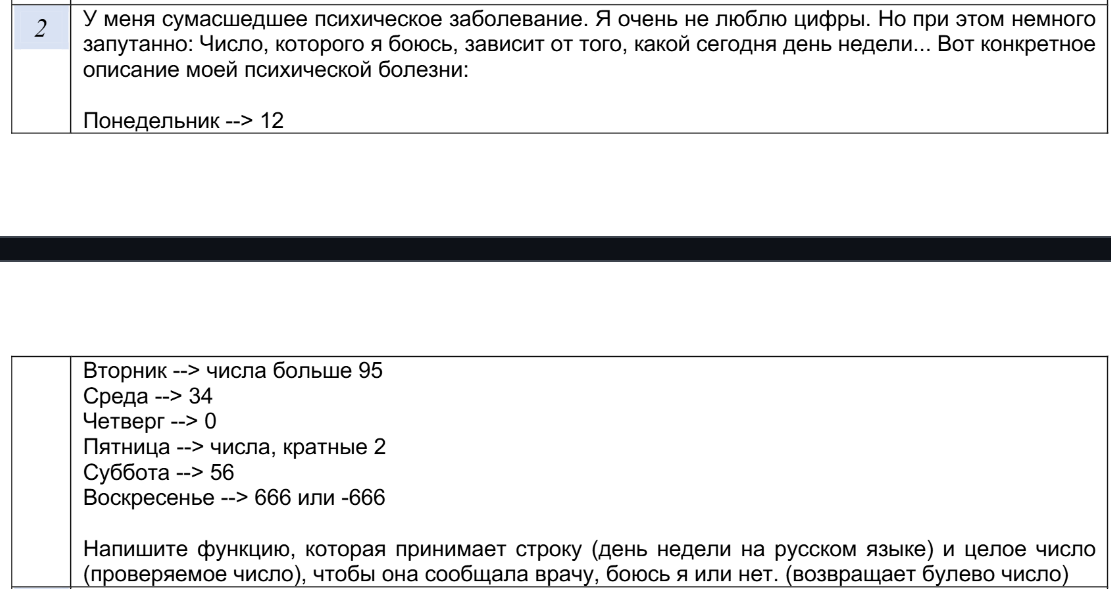 2
У меня сумасшедшее психическое заболевание. Я очень не люблю цифры. Но при этом немного
запутанно: Число, которого я боюсь, зависит от того, какой сегодня день недели... Вот конкретное
описание моей психической болезни:
Понедельник --> 12
Вторник --> числа больше 95
Среда --> 34
Четверг --> 0
Пятница --> числа, кратные 2
Суббота --> 56
Воскресенье --> 666 или -666
Напишите функцию, которая принимает строку (день недели на русском языке) и целое число
(проверяемое число), чтобы она сообщала врачу, боюсь я или нет. (возвращает булево число)